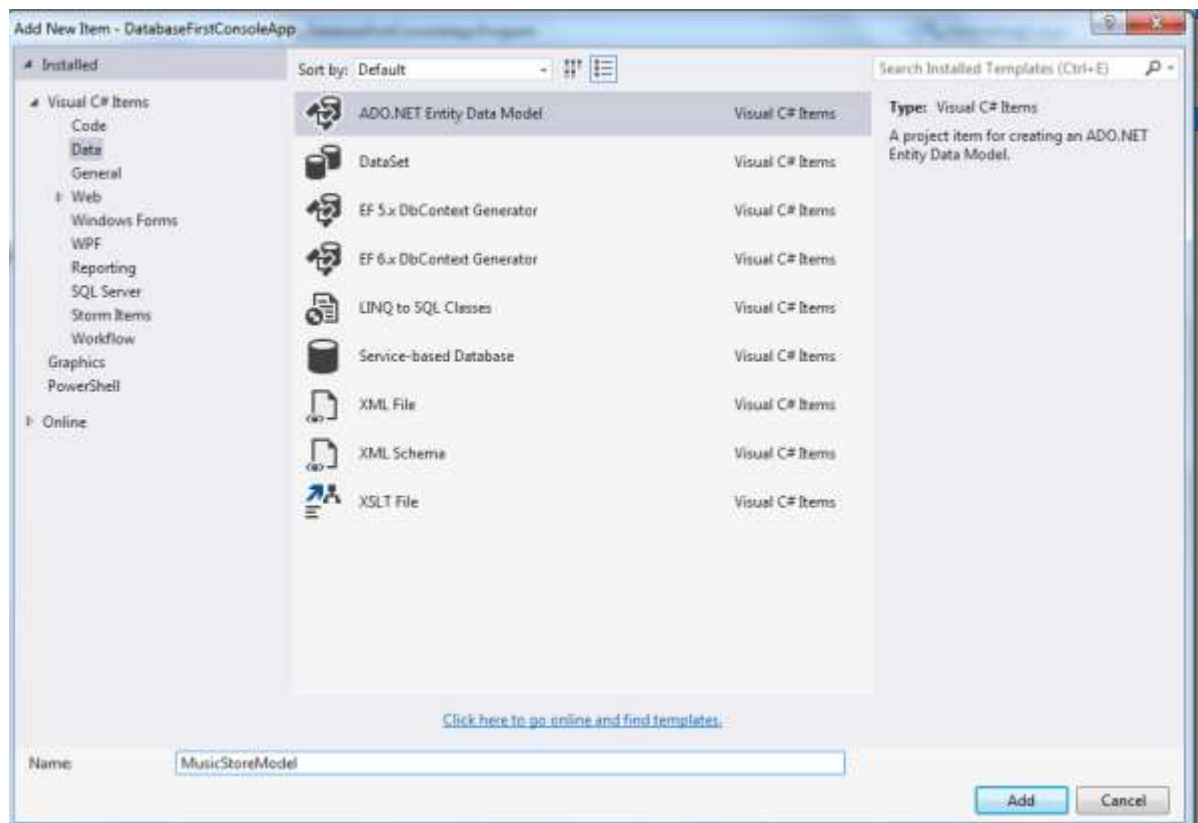 Add New Item - DatabaseFirstConsoleApp
Installed
Sort by: Default
Search Installed Templates (Ctrl+E)
Visual C# Items
Code
Data
General
Web
Windows Forms
WPF
Reporting
SQL Server
Storm Items
Workflow
Graphics
PowerShell
Online
ADO.NET Entity Data Model Visual C# Items
DataSet Visual C# Items
EF 5.x DbContext Generator Visual C# Items
EF 6.x DbContext Generator Visual C# Items
LINQ to SQL Classes Visual C# Items
Service-based Database Visual C# Items
XML File Visual C# Items
XML Schema Visual C# Items
XSLT File Visual C# Items
Type: Visual C# Items
A project item for creating an ADO.NET
Entity Data Model.
Click here to go online and find templates.
Name: MusicStoreModel
Add Cancel